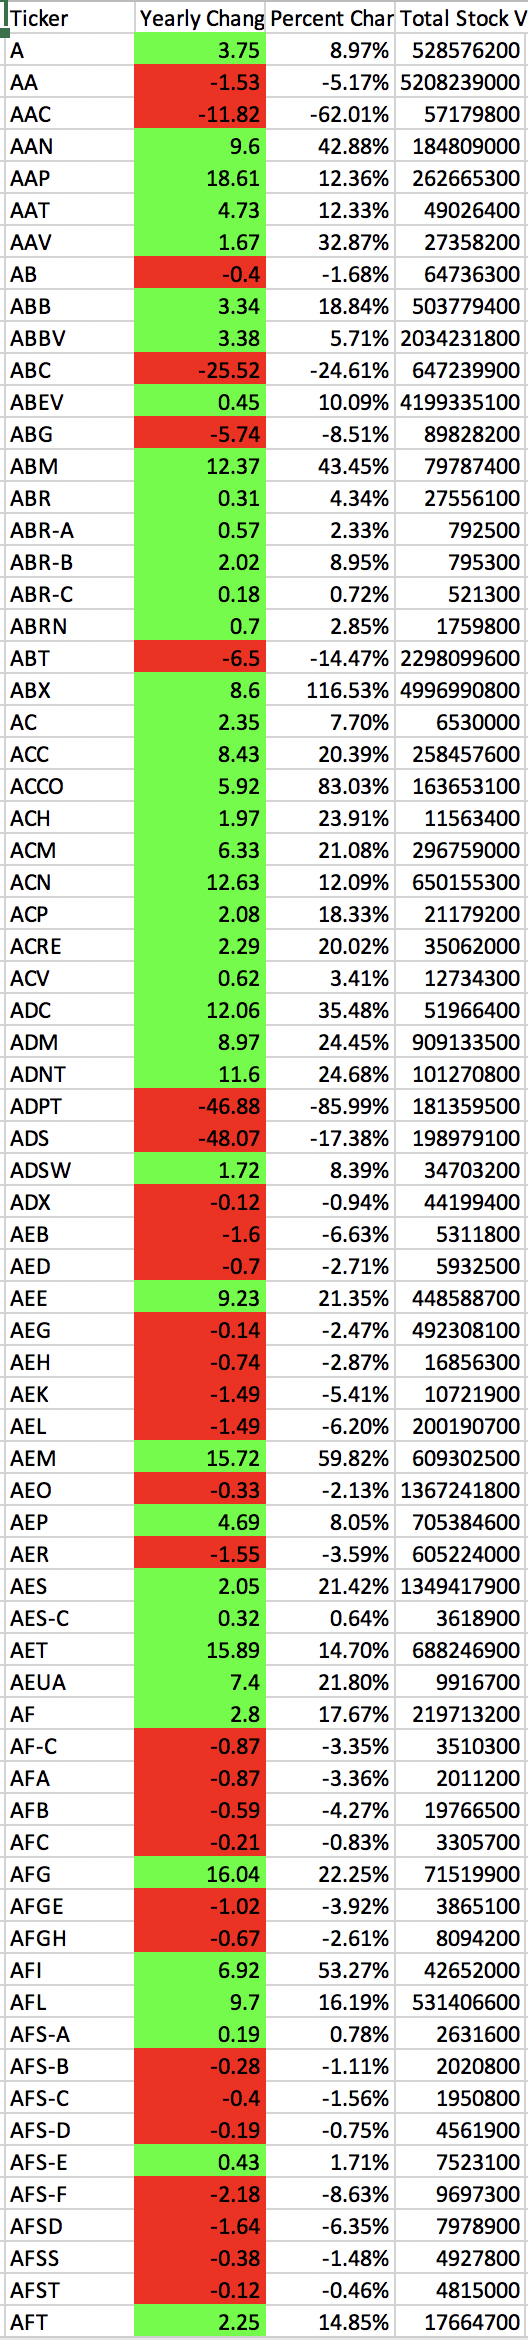 Ticker Yearly Chang Percent Char Total Stock V
A 3.75 8.97% 528576200
AA -1.53 -5.17% 5208239000
AAC -11.82 -62.01% 57179800
AAN 9.6 42.88% 184809000
AAP 18.61 12.36% 262665300
AAT 4.73 12.33% 49026400
AAV 1.67 32.87% 27358200
AB -0.4 -1.68% 64736300
ABB 3.34 18.84% 503779400
ABBV 3.38 5.71% 2034231800
ABC -25.52 -24.61% 647239900
ABEV 0.45 10.09% 4199335100
ABG -5.74 -8.51% 89828200
ABM 12.37 43.45% 79787400
ABR 0.31 4.34% 27556100
ABR-A 0.57 2.33% 792500
ABR-B 2.02 8.95% 795300
ABR-C 0.18 0.72% 521300
ABRN 0.7 2.85% 1759800
ABT -6.5 -14.47% 2298099600
ABX 8.6 116.53% 4996990800
AC 2.35 7.70% 6530000
ACC 8.43 20.39% 258457600
ACCO 5.92 83.03% 163653100
ACH 1.97 23.91% 11563400
ACM 6.33 21.08% 296759000
ACN 12.63 12.09% 650155300
ACP 2.08 18.33% 21179200
ACRE 2.29 20.02% 35062000
ACV 0.62 3.41% 12734300
ADC 12.06 35.48% 51966400
ADM 8.97 24.45% 909133500
ADNT 11.6 24.68% 101270800
ADPT -46.88 -85.99% 181359500
ADS -48.07 -17.38% 198979100
ADSW 1.72 8.39% 34703200
ADX -0.12 -0.94% 44199400
AEB -1.6 -6.63% 5311800
AED -0.7 -2.71% 5932500
AEE 9.23 21.35% 448588700
AEG -0.14 -2.47% 492308100
AEH -0.74 -2.87% 16856300
AEK -1.49 -5.41% 10721900
AEL -1.49 -6.20% 200190700
AEM 15.72 59.82% 609302500
AEO -0.33 -2.13% 1367241800
AEP 4.69 8.05% 705384600
AER -1.55 -3.59% 605224000
AES 2.05 21.42% 1349417900
AES-C 0.32 0.64% 3618900
AET 15.89 14.70% 688246900
AEUA 7.4 21.80% 9916700
AF 2.8 17.67% 219713200
AF-C -0.87 -3.35% 3510300
AFA -0.87 -3.36% 2011200
AFB -0.59 -4.27% 19766500
AFC -0.21 -0.83% 3305700
AFG 16.04 22.25% 71519900
AFGE -1.02 -3.92% 3865100
AFGH -0.67 -2.61% 8094200
AFI 6.92 53.27% 42652000
AFL 9.7 16.19% 531406600
AFS-A 0.19 0.78% 2631600
AFS-B -0.28 -1.11% 2020800
AFS-C -0.4 -1.56% 1950800
AFS-D -0.19 -0.75% 4561900
AFS-E 0.43 1.71% 7523100
AFS-F -2.18 -8.63% 9697300
AFSD -1.64 -6.35% 7978900
AFSS -0.38 -1.48% 4927800
AFST -0.12 -0.46% 4815000
AFT 2.25 14.85% 17664700